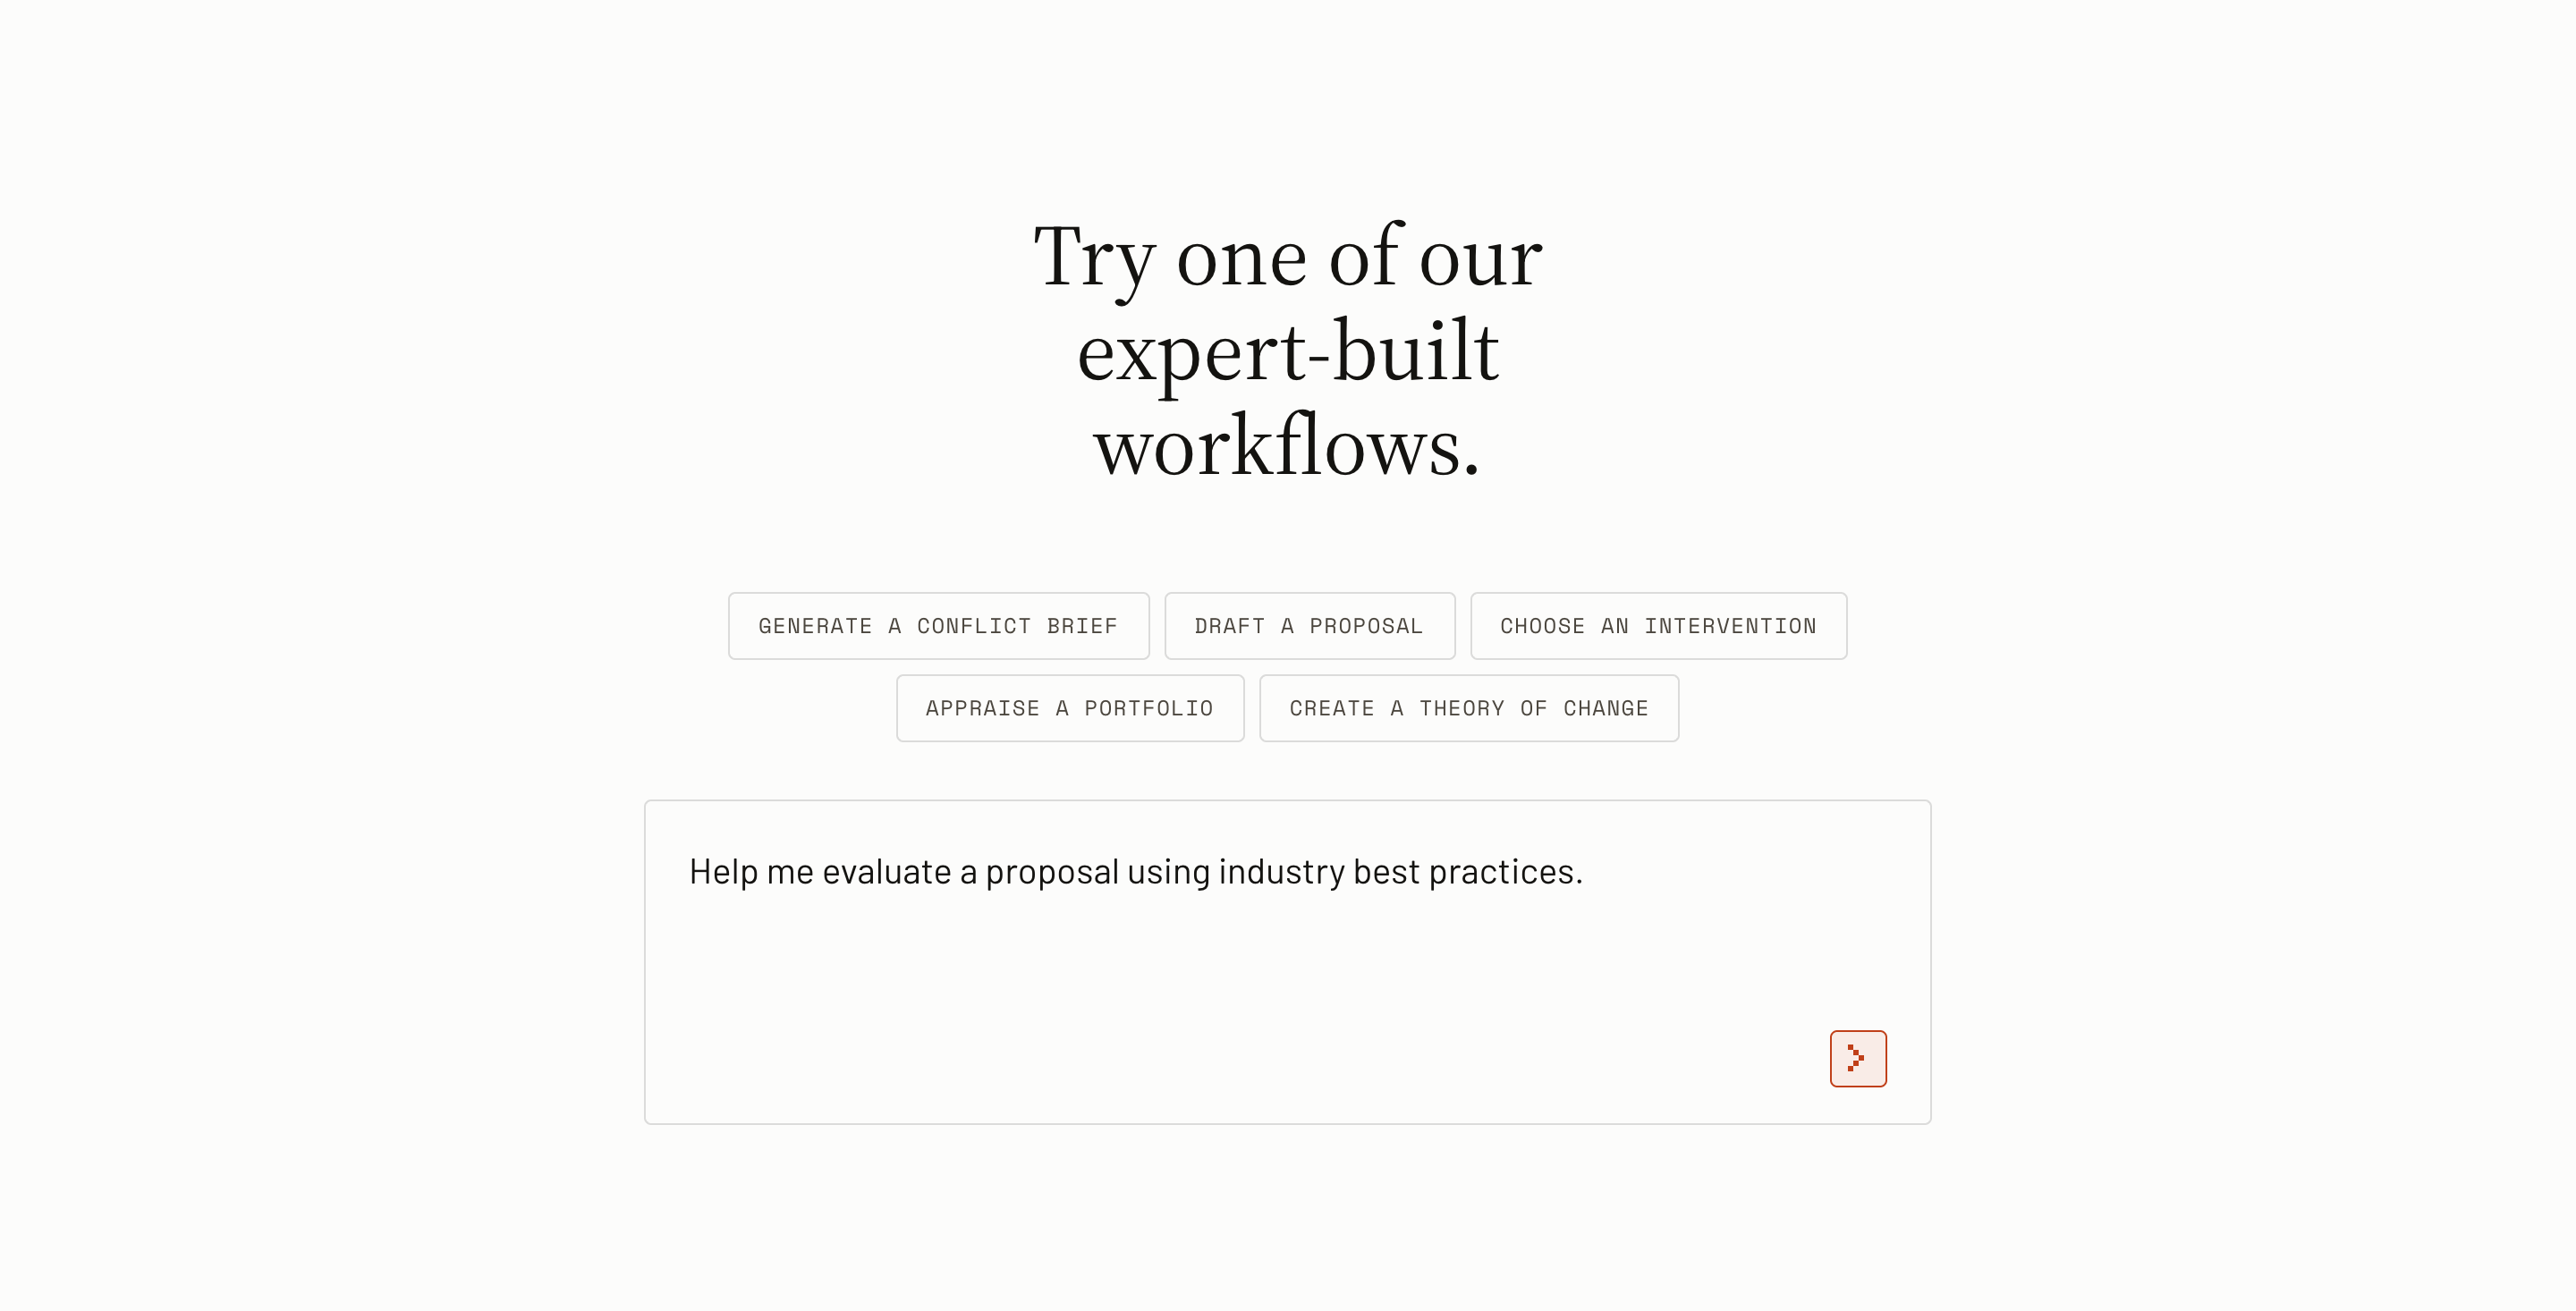 Try one of our
expert-built
workflows.
GENERATE A CONFLICT BRIEF
DRAFT A PROPOSAL
CHOOSE AN INTERVENTION
APPRAISE A PORTFOLIO
CREATE A THEORY OF CHANGE
Help me evaluate a proposal using industry best practices.